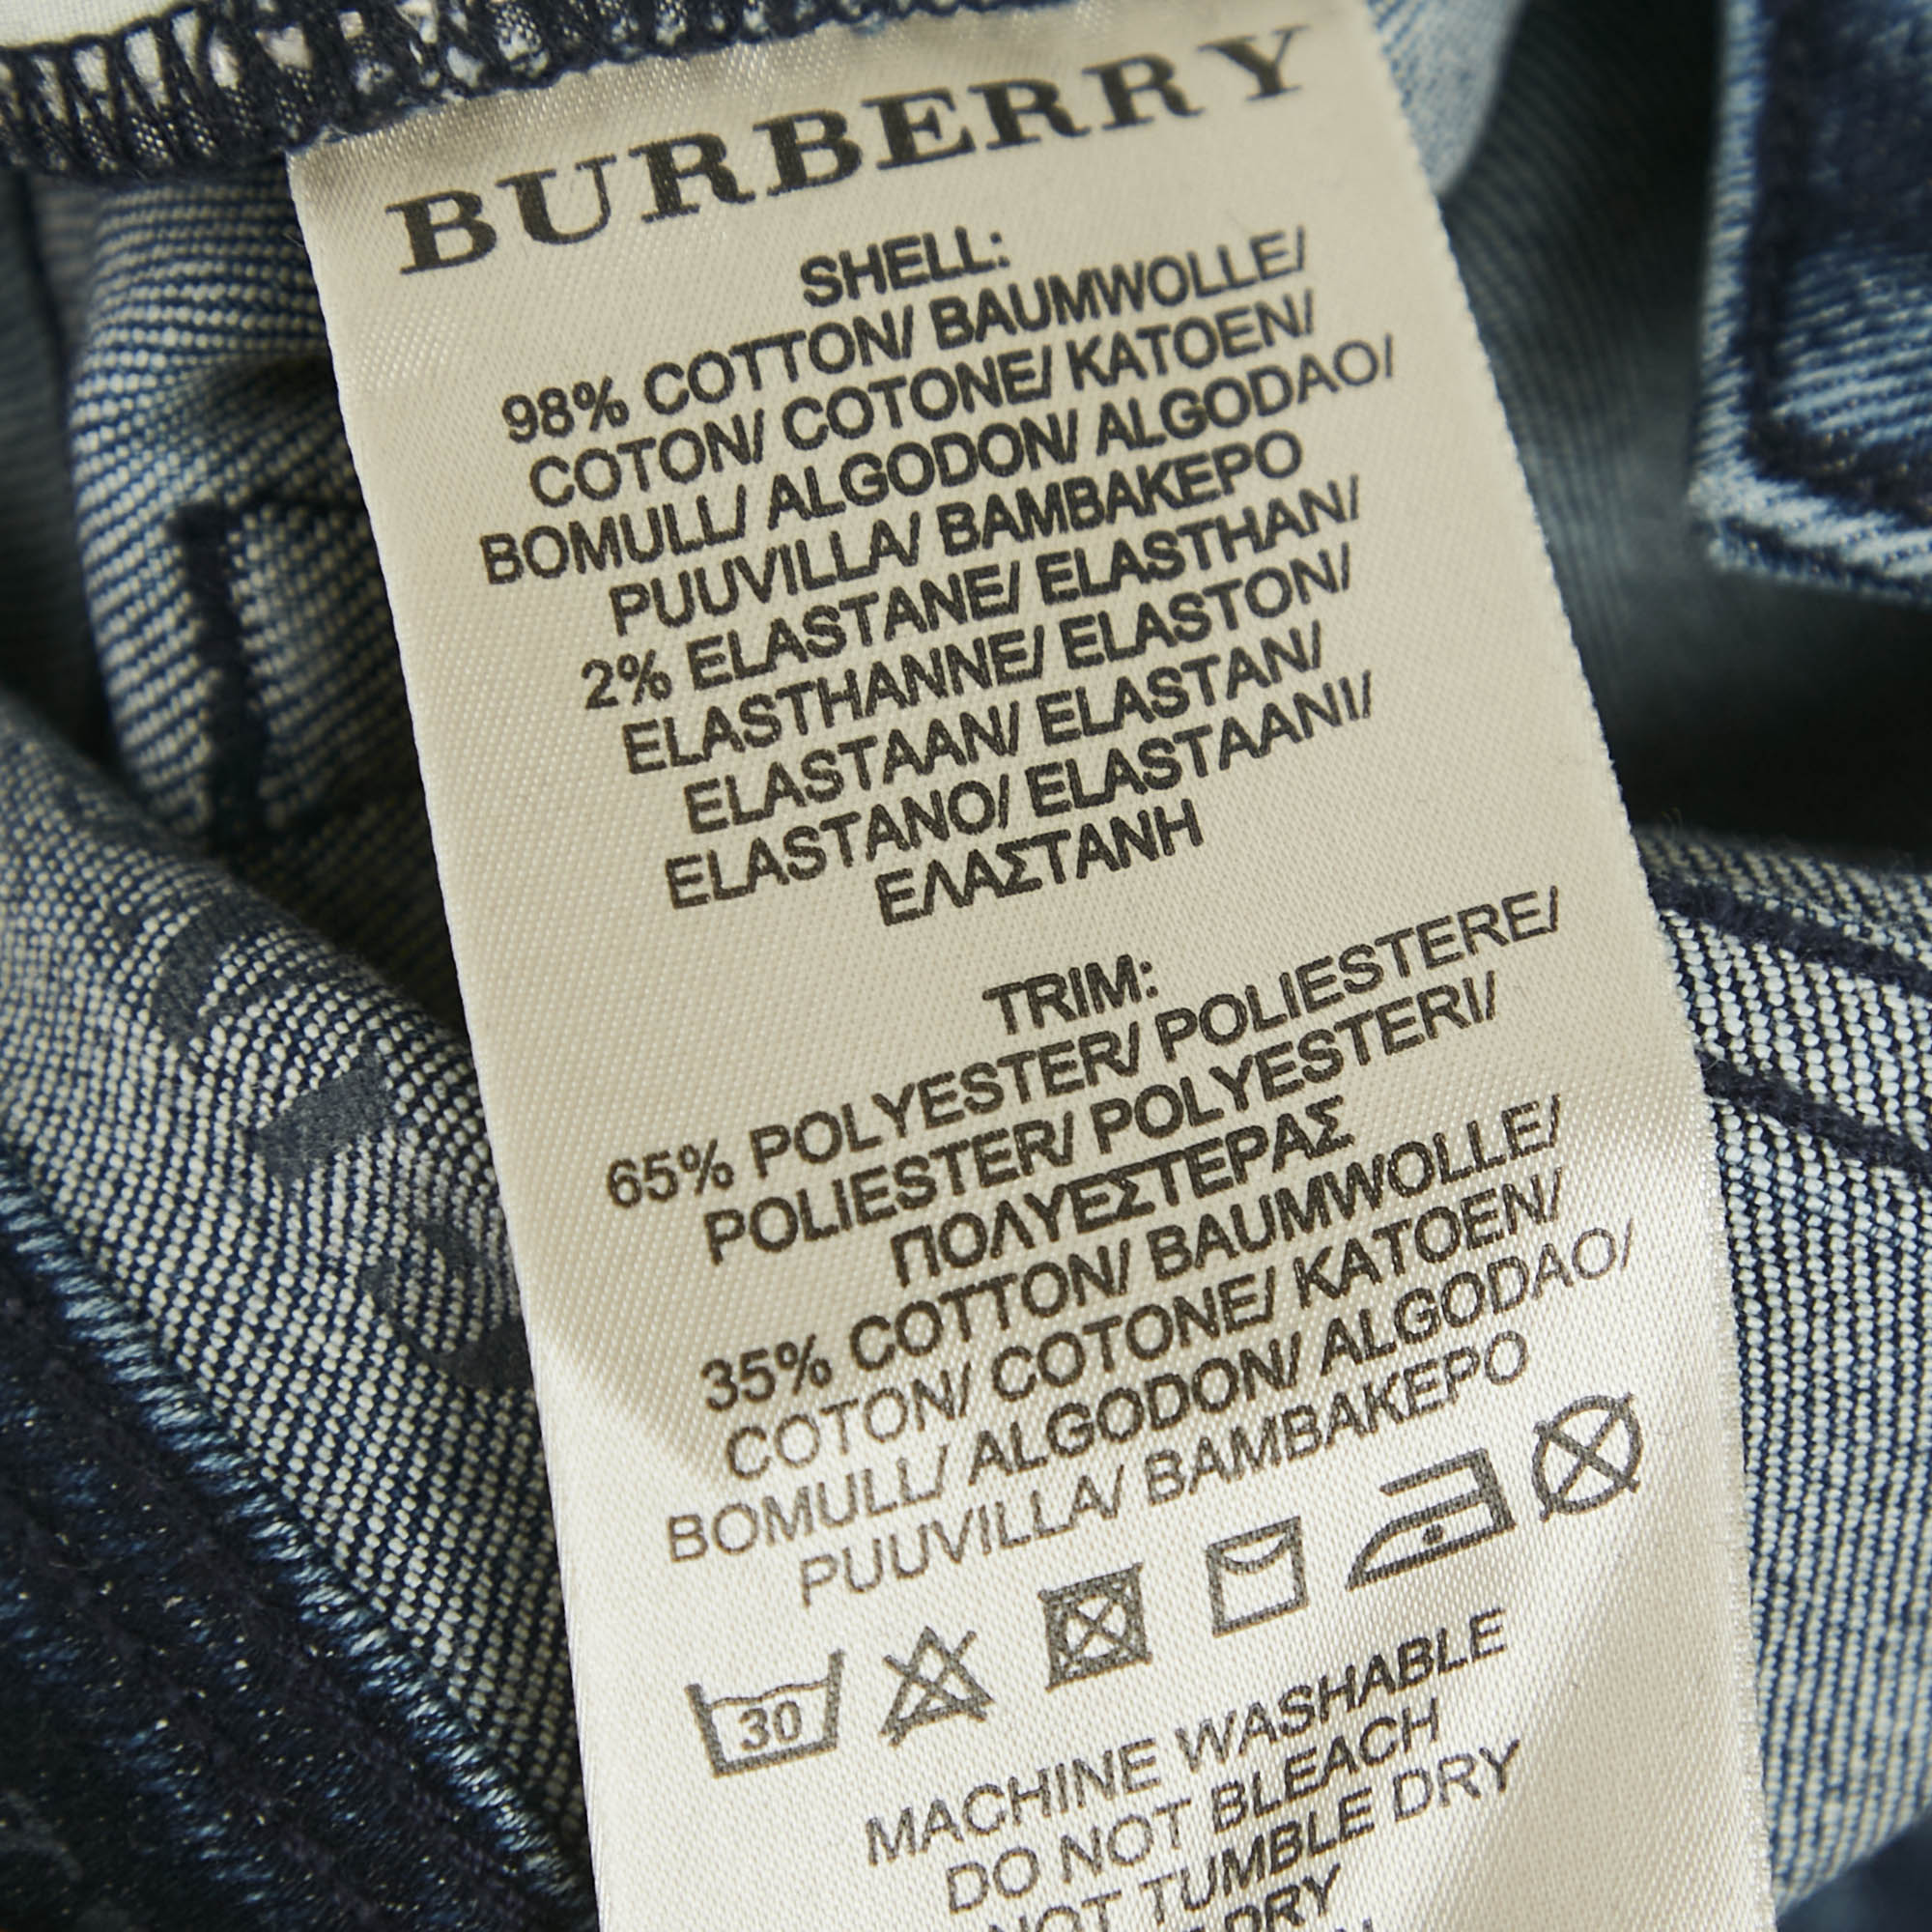 BURBERRY
SHELL:
98% COTTON/ BAUMWOLLE/
COTON/ COTONE/ KATOEN/
BOMULL/ ALGODON/ ALGODAO/
PUUVILLA/ BAMBAKEPO
2% ELASTANE/ ELASTHAN/
ELASTHANNE/ ELASTON/
ELASTAAN/ ELASTAN/
ELASTANO/ ELASTAANI/
ΕΛΑΣΤΑΝΗ
TRIM:
65% POLYESTER/ POLIESTERE/
POLIESTER/ POLYESTERI/
ΠΟΛΥΕΣΤΕΡΑΣ
35% COTTON/ BAUMWOLLE/
COTON/ COTONE/ KATOEN/
BOMULL/ ALGODON/ ALGODAO/
PUUVILLA/ BAMBAKEPO
30
MACHINE WASHABLE
DO NOT BLEACH
NOT TUMBLE DRY
DRY